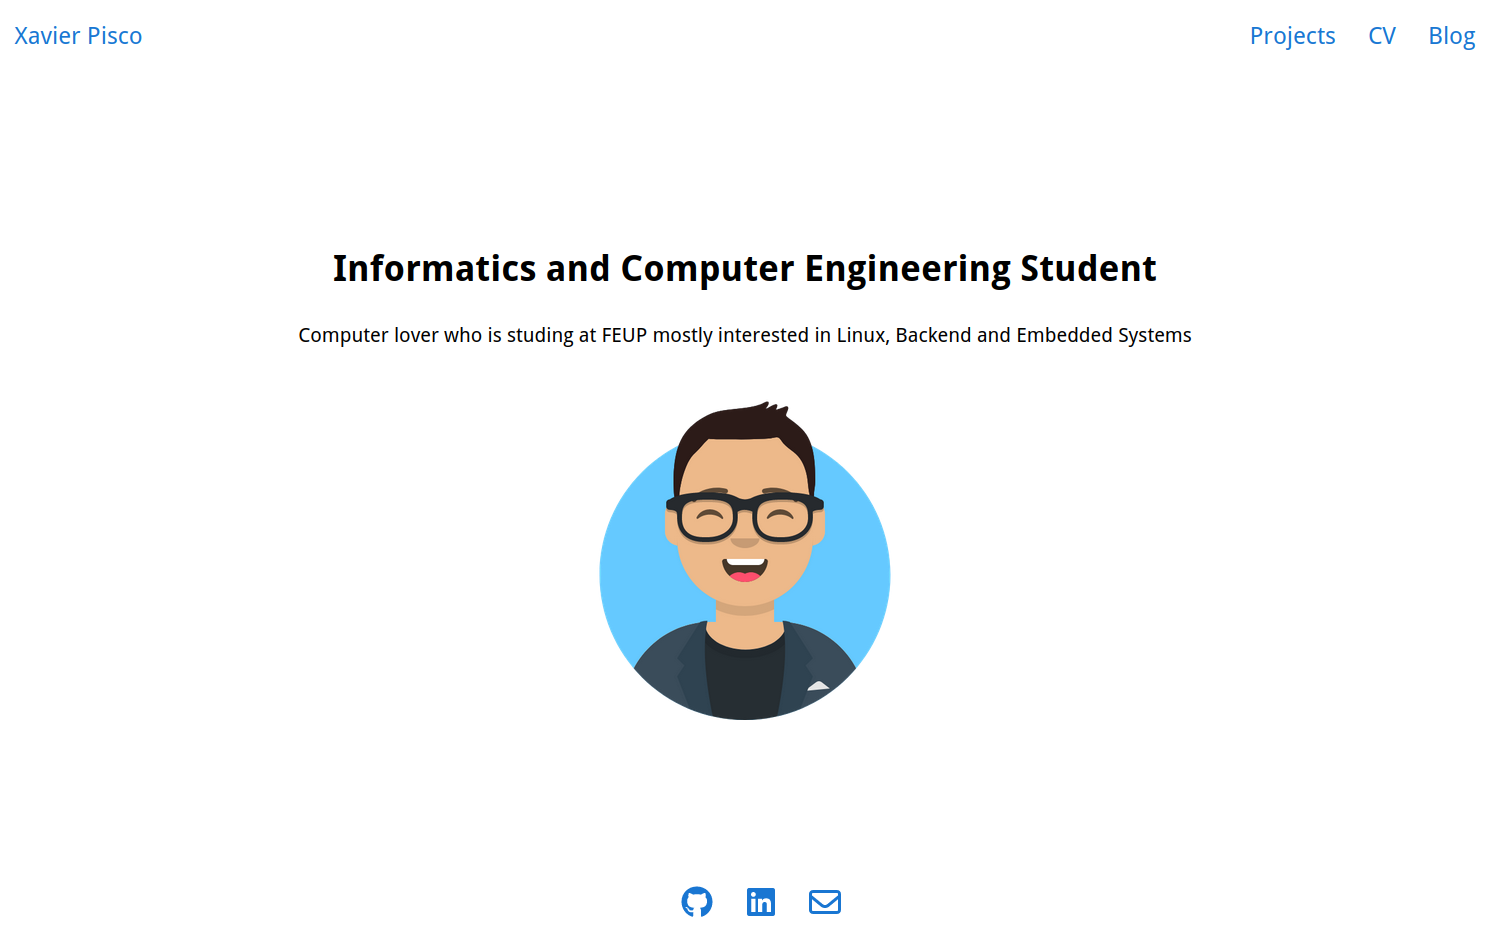 Xavier Pisco
Projects CV Blog
Informatics and Computer Engineering Student
Computer lover who is studing at FEUP mostly interested in Linux, Backend and Embedded Systems
in